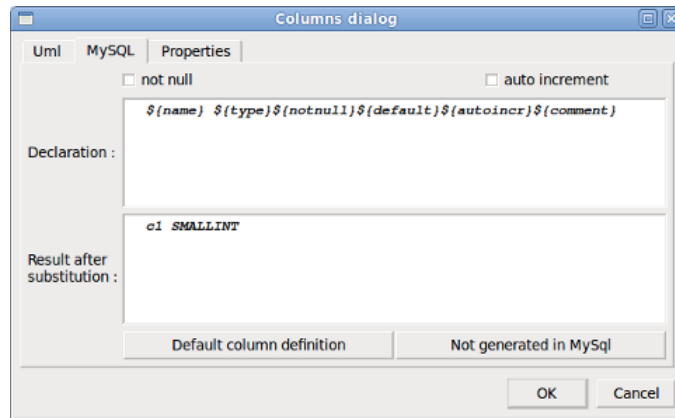 Columns dialog
Uml MySQL Properties
not null auto increment
Declaration :
${name} ${type}${notnull}${default}${autoincr}${comment}
Result after
substitution :
c1 SMALLINT
Default column definition Not generated in MySql
OK Cancel